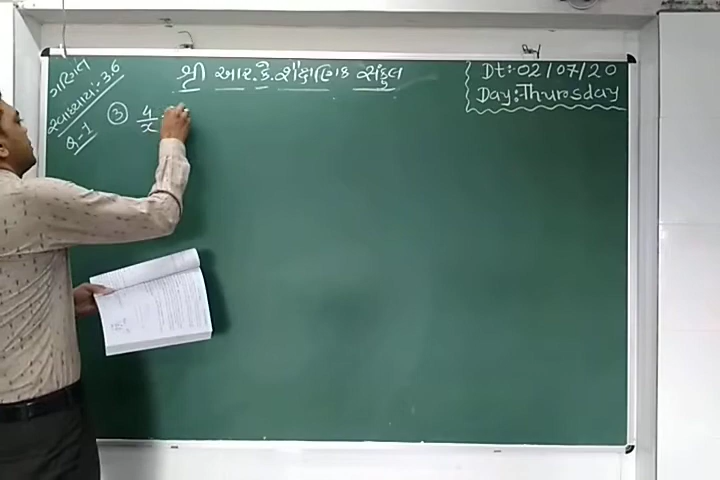 ગણિત
સ્વાધ્યાય:-3.6
Q-1
શ્રી આર.કે.શૈક્ષણિક સંકુલ
Dt:-02/07/20
Day:Thursday
③ 4/x